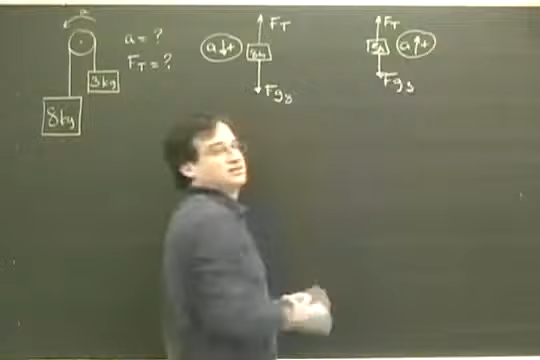 a
a = ?
F_T = ?
3kg
8kg
a ↓ +
F_T
8kg
F_g8
F_T
3kg
a ↑ +
F_g3